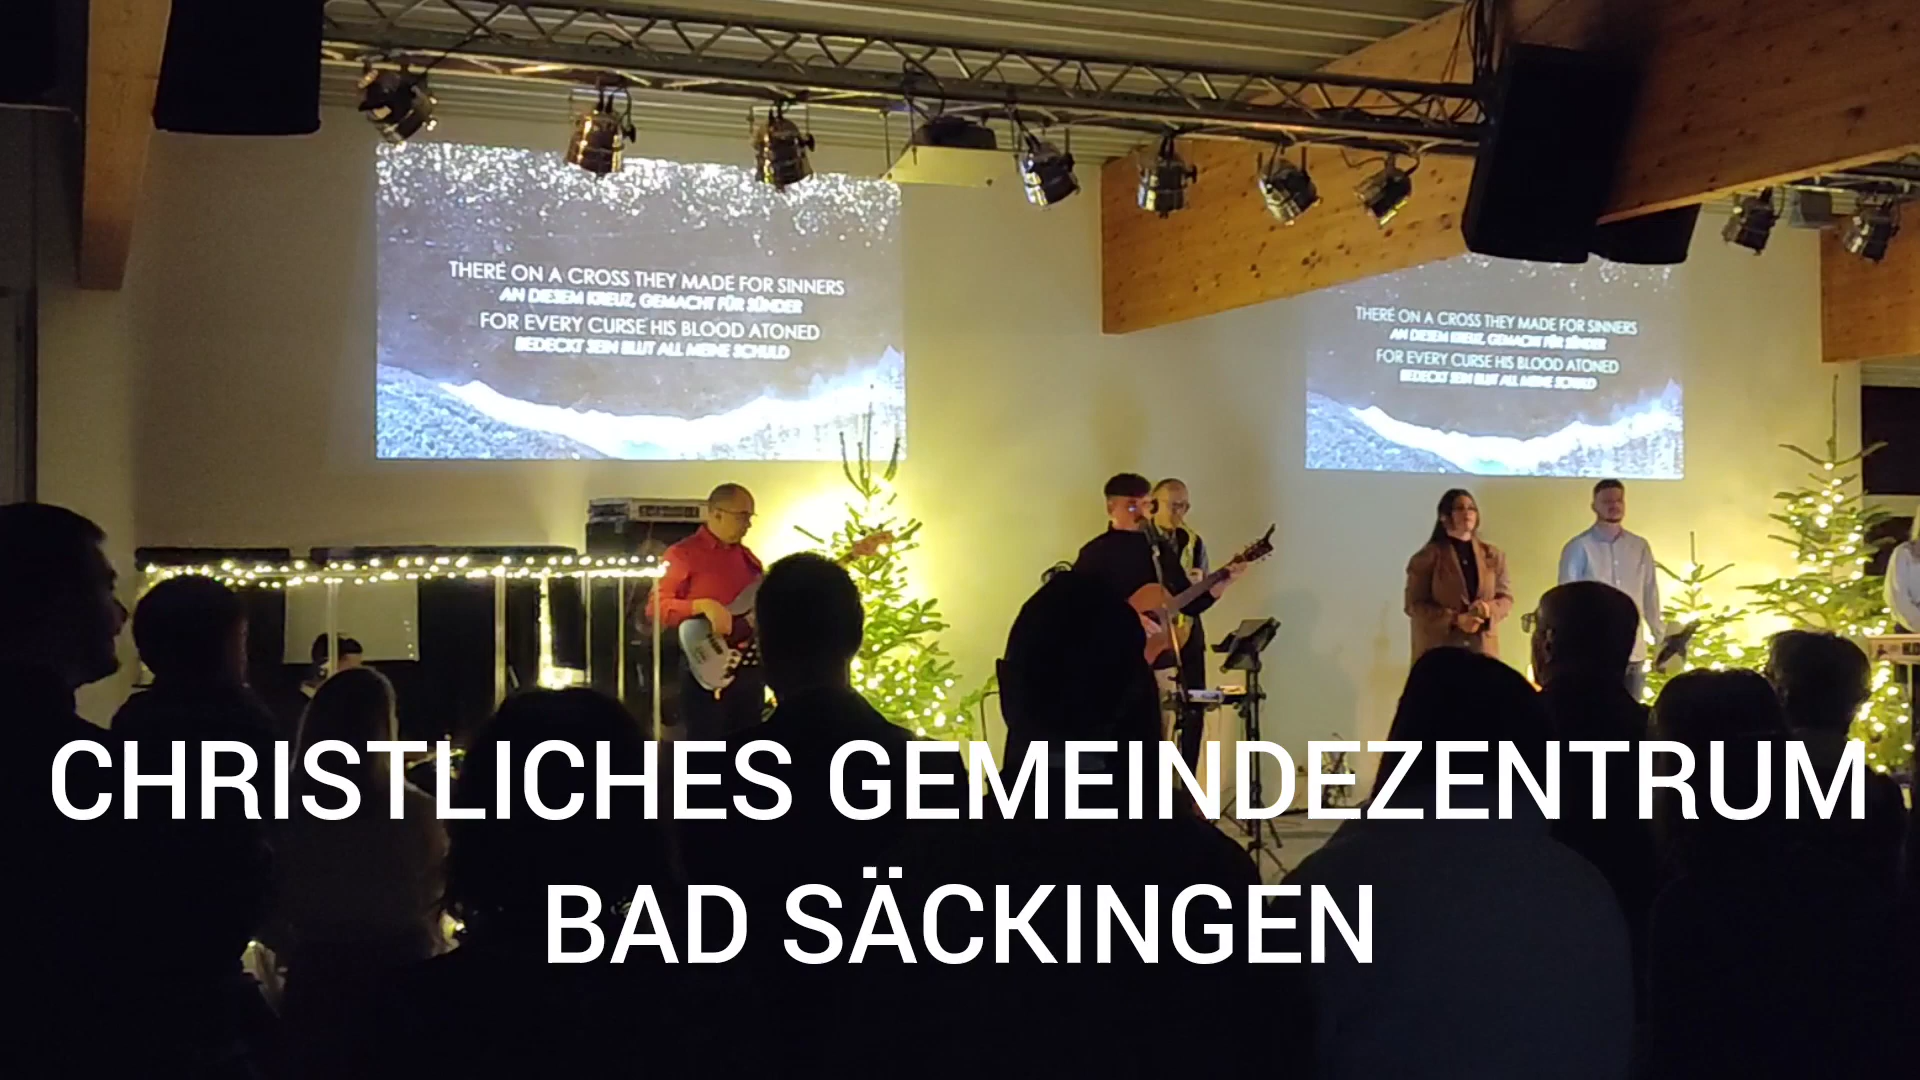 THERE ON A CROSS THEY MADE FOR SINNERS
AN DIESEM KREUZ, GEMACHT FÜR SÜNDER
FOR EVERY CURSE HIS BLOOD ATONED
BEDECKT SEIN BLUT ALL MEINE SCHULD
THERE ON A CROSS THEY MADE FOR SINNERS
AN DIESEM KREUZ, GEMACHT FÜR SÜNDER
FOR EVERY CURSE HIS BLOOD ATONED
BEDECKT SEIN BLUT ALL MEINE SCHULD
CHRISTLICHES GEMEINDEZENTRUM
BAD SÄCKINGEN